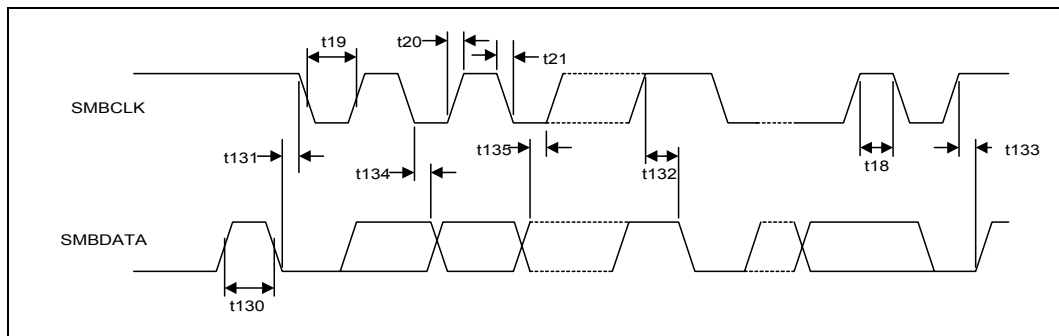 t19
t20
t21
SMBCLK
t131
t134
t135
t132
t18
t133
SMBDATA
t130